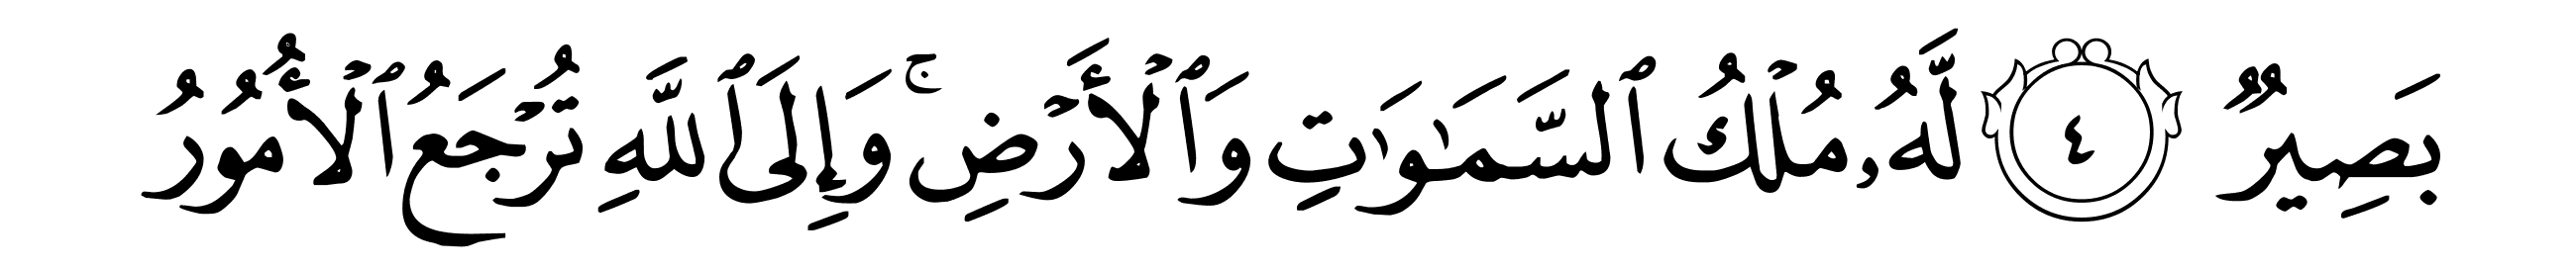 بَصِيرٌ ٤ لَّهُۥ مُلْكُ ٱلسَّمَـٰوَٰتِ وَٱلْأَرْضِ ۚ وَإِلَى ٱللَّهِ تُرْجَعُ ٱلْأُمُورُ